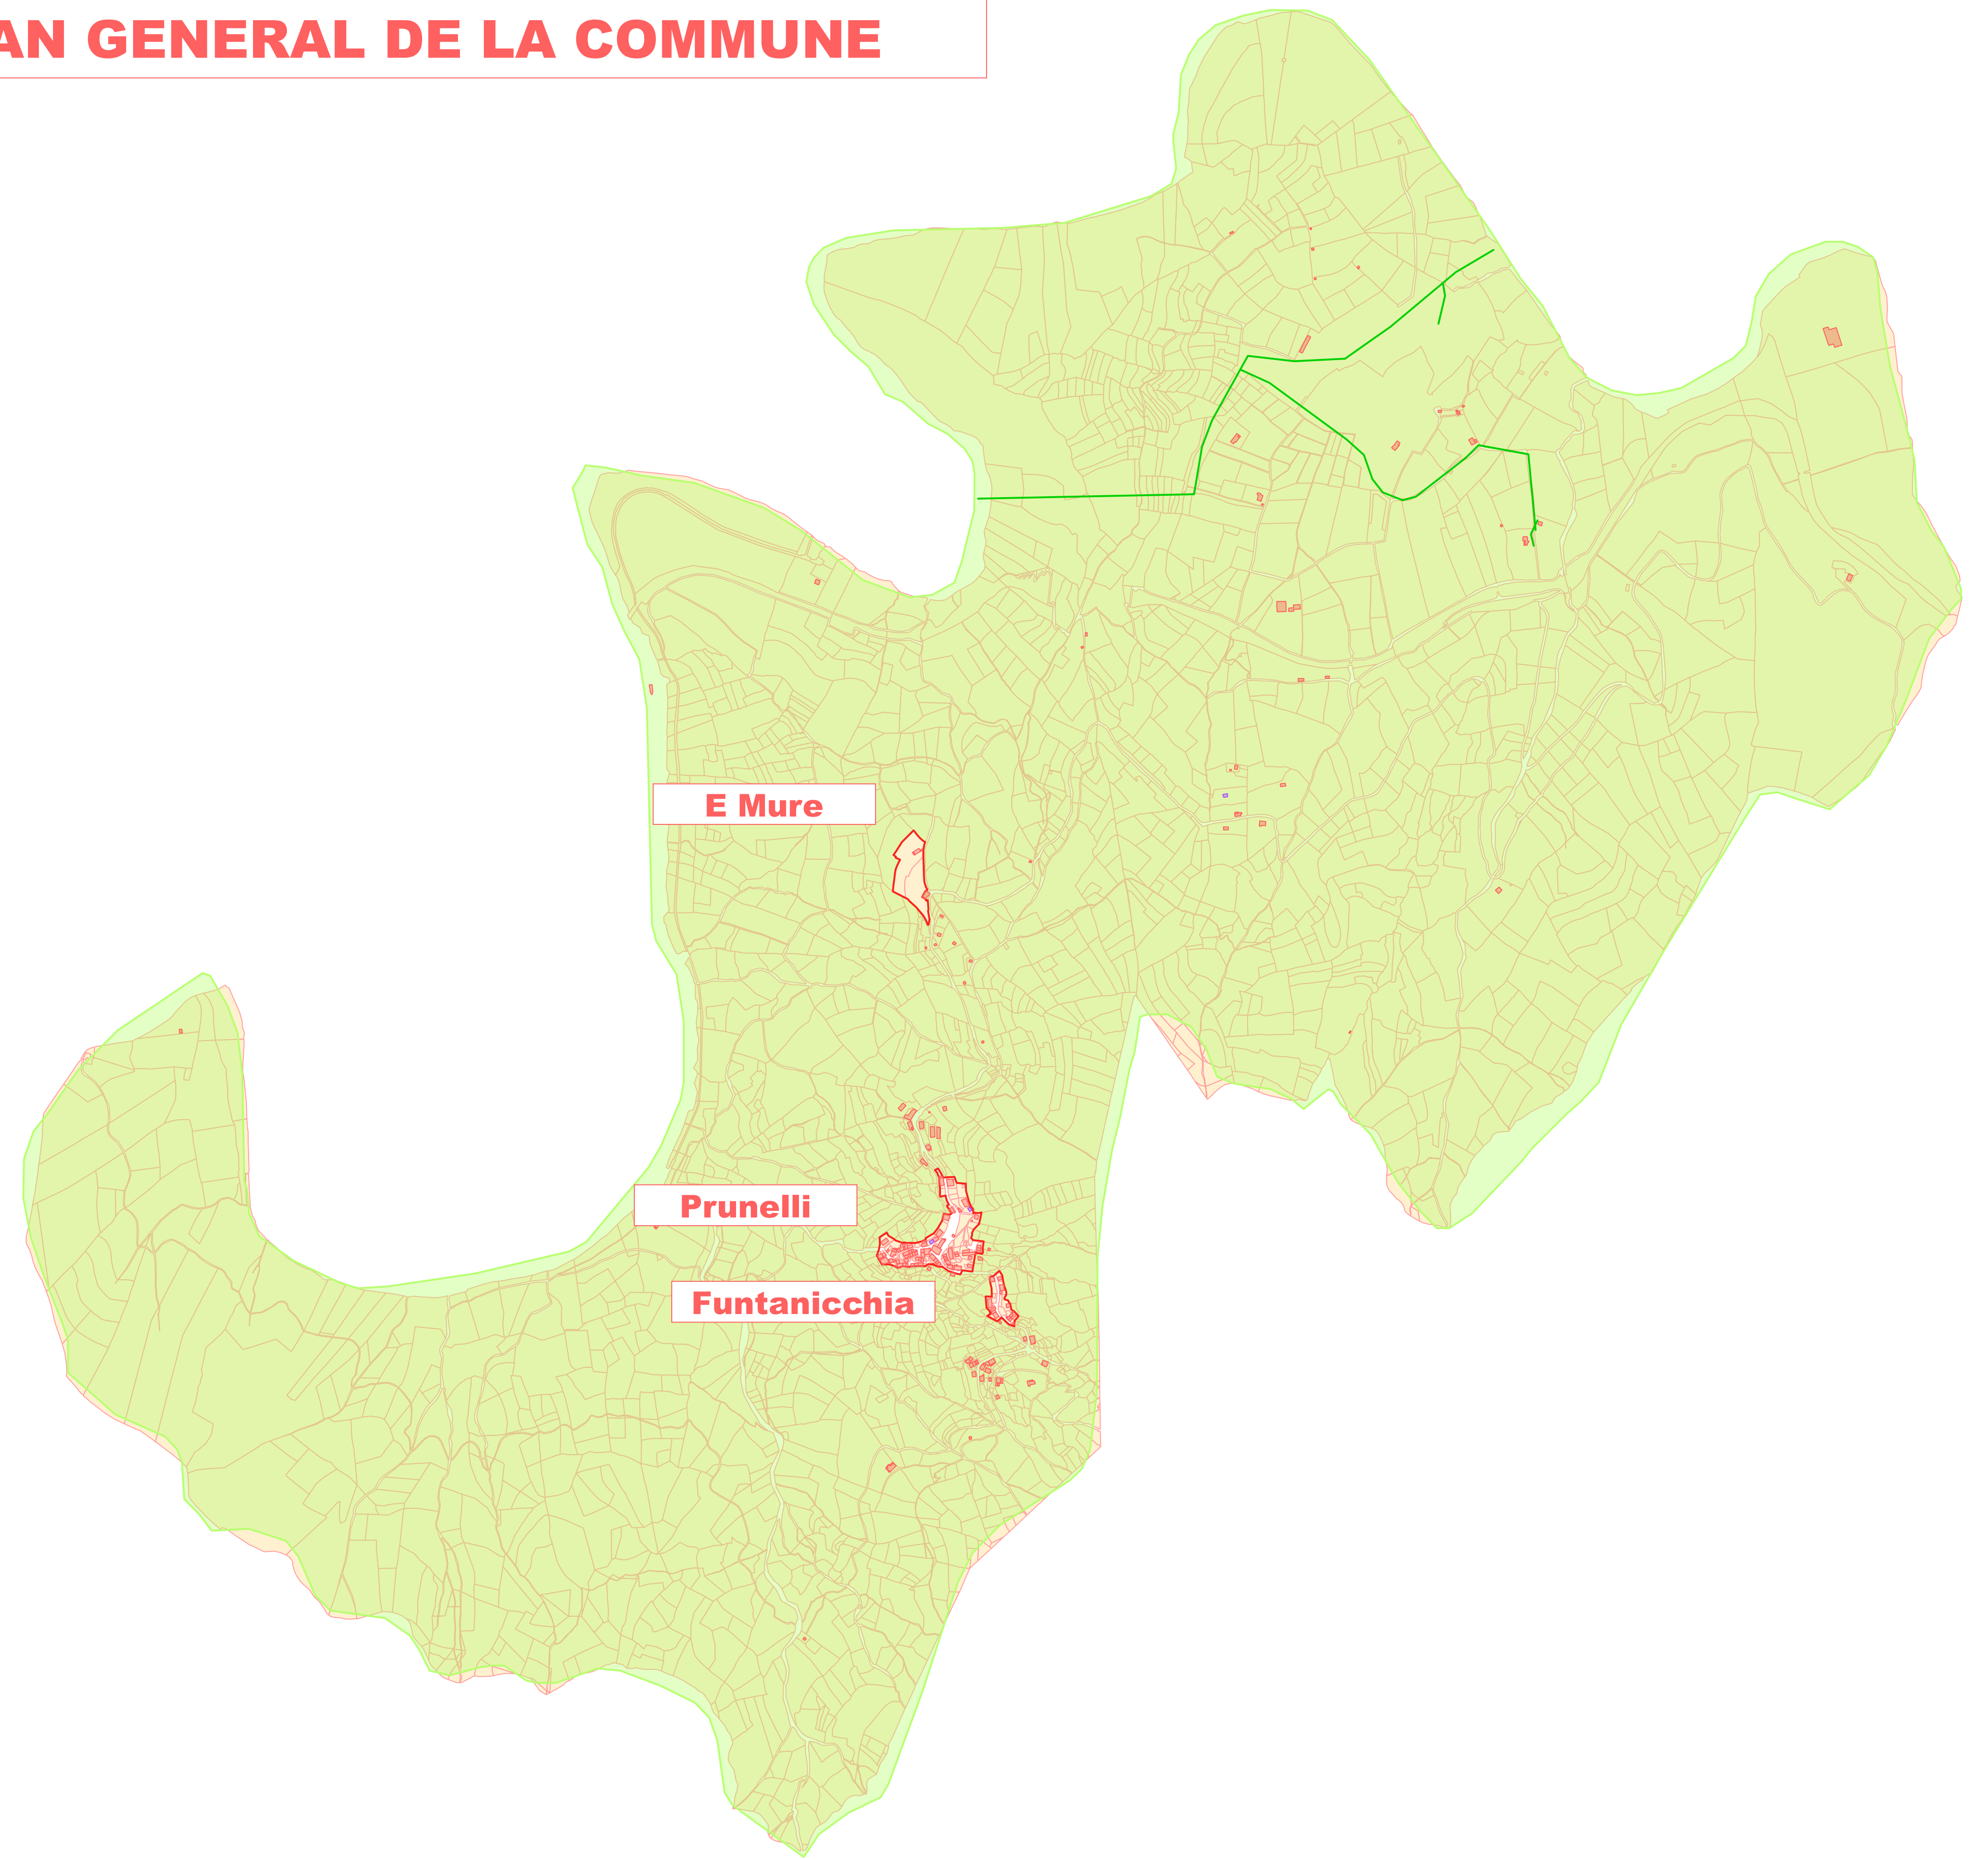 AN GENERAL DE LA COMMUNE
E Mure
Prunelli
Funtanicchia